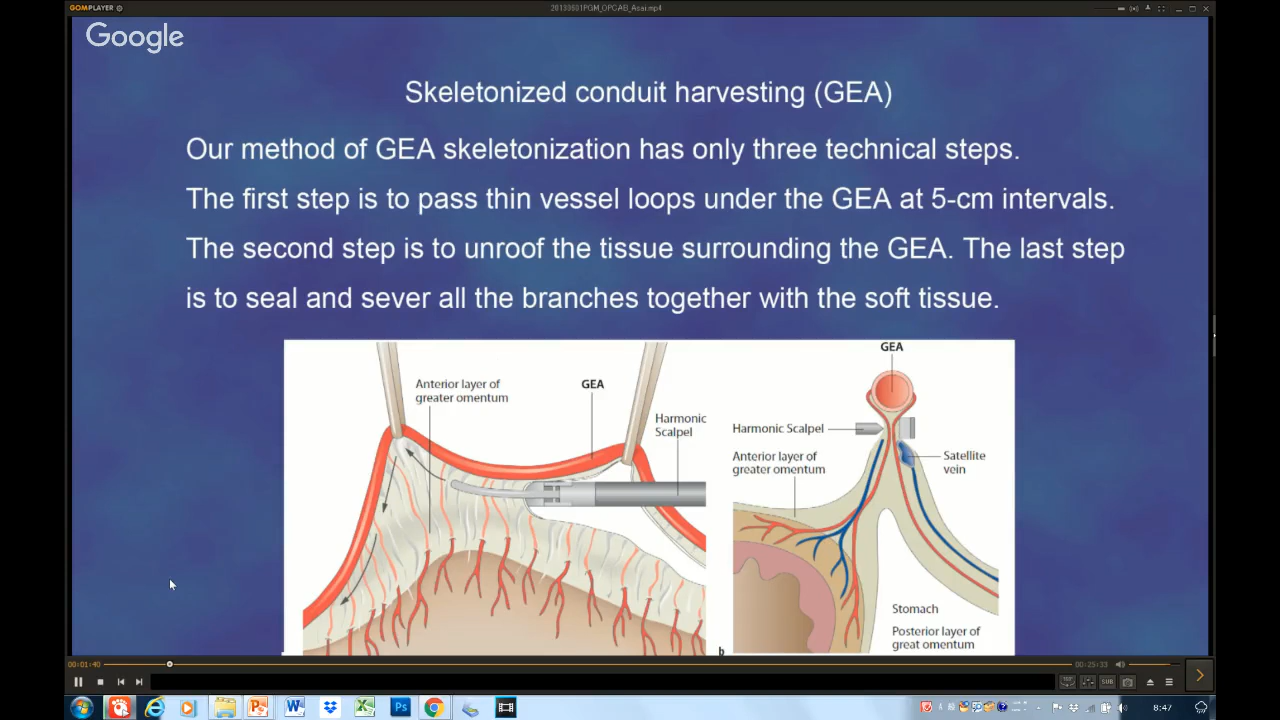 GOMPLAYER
20130601PGM_OPCAB_Asai.mp4
Google
Skeletonized conduit harvesting (GEA)
Our method of GEA skeletonization has only three technical steps.
The first step is to pass thin vessel loops under the GEA at 5-cm intervals.
The second step is to unroof the tissue surrounding the GEA. The last step
is to seal and sever all the branches together with the soft tissue.
Anterior layer of
greater omentum
GEA
Harmonic
Scalpel
GEA
Harmonic Scalpel
Anterior layer of
greater omentum
Satellite
vein
Stomach
Posterior layer of
great omentum
b
00:01:40
00:25:33
SUB
8:47